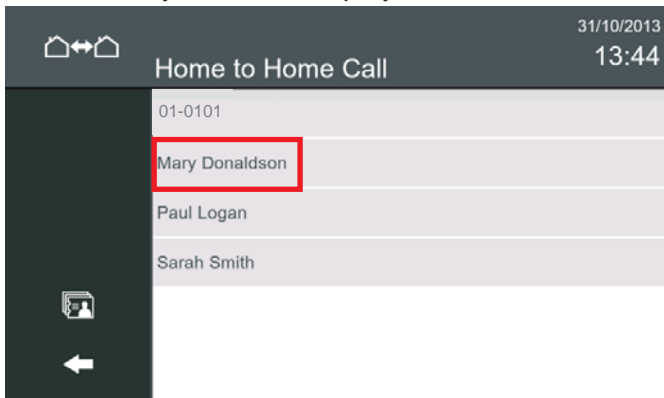 31/10/2013
13:44
Home to Home Call
01-0101
Mary Donaldson
Paul Logan
Sarah Smith